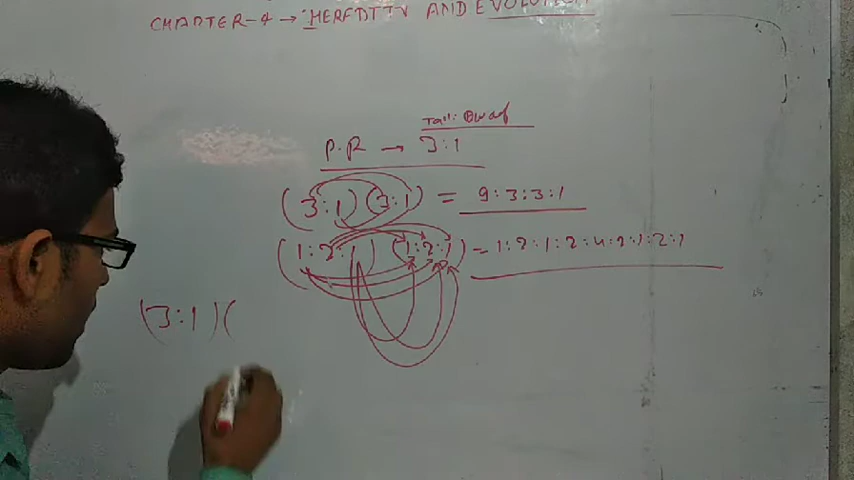 CHAPTER-4 → HEREDITY AND EVOLUTION
Tall: Dwarf
P.R → 3:1
(3:1) (3:1) = 9:3:3:1
(1:2:1) (1:2:1) = 1:2:1:2:4:2:1:2:1
(3:1)(